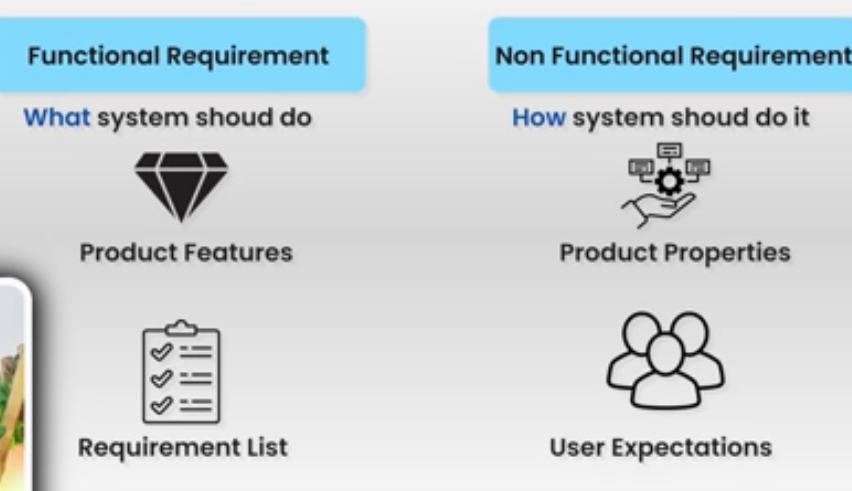 Functional Requirement
Non Functional Requirement
What system shoud do
How system shoud do it
Product Features
Product Properties
Requirement List
User Expectations